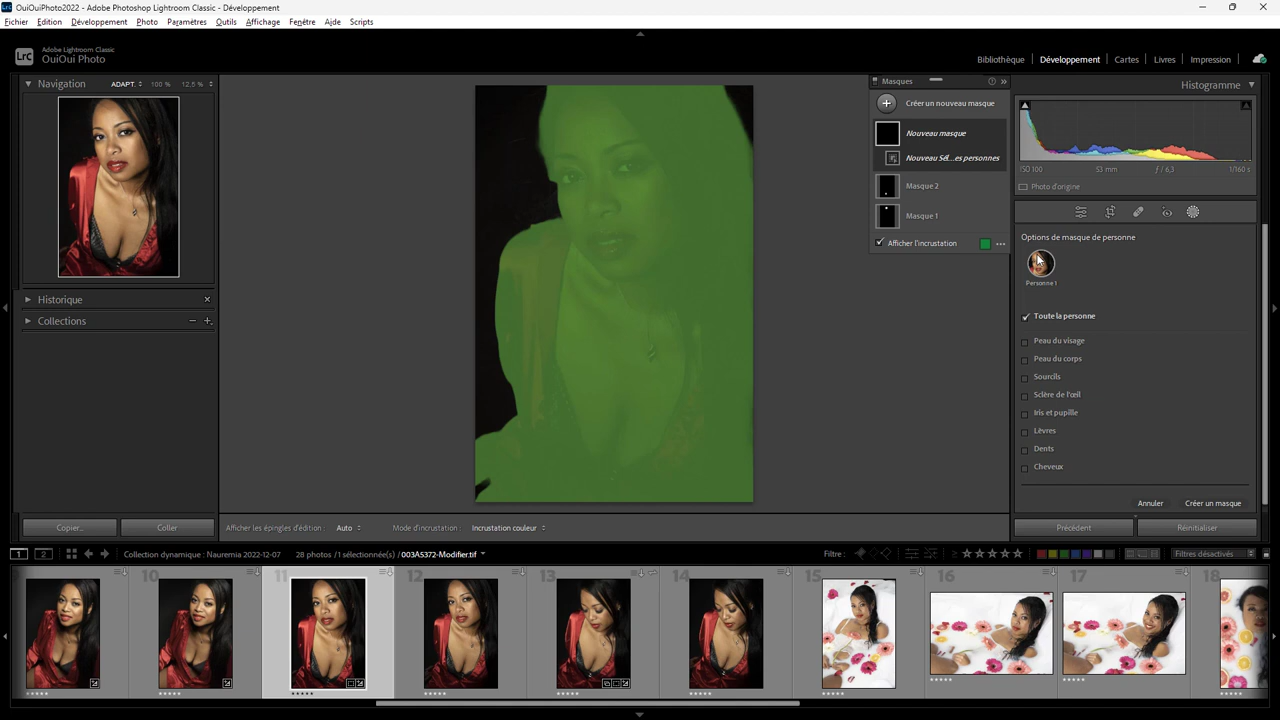 OuiOuiPhoto2022 - Adobe Photoshop Lightroom Classic - Développement
Fichier Edition Développement Photo Paramètres Outils Affichage Fenêtre Aide Scripts
Lrc
Adobe Lightroom Classic
OuiOui Photo
Bibliothèque Développement Cartes Livres Impression
Navigation ADAPT. 100 % 12,5 %
Historique
Collections
Masques
Créer un nouveau masque
Nouveau masque
Nouveau Sél...es personnes
Masque 2
Masque 1
Afficher l'incrustation
Histogramme
ISO 100 53 mm ƒ / 6,3 1/160 s
Photo d'origine
Options de masque de personne
Personne 1
Toute la personne
Peau du visage
Peau du corps
Sourcils
Sclère de l'œil
Iris et pupille
Lèvres
Dents
Cheveux
Annuler Créer un masque
Copier... Coller
Afficher les épingles d'édition : Auto Mode d'incrustation : Incrustation couleur
Précédent Réinitialiser
1 2 Collection dynamique : Nauremia 2022-12-07 28 photos /1 sélectionnée(s) /003A5372-Modifier.tif
Filtre : Filtres désactivés
10 11 12 13 14 15 16 17 18